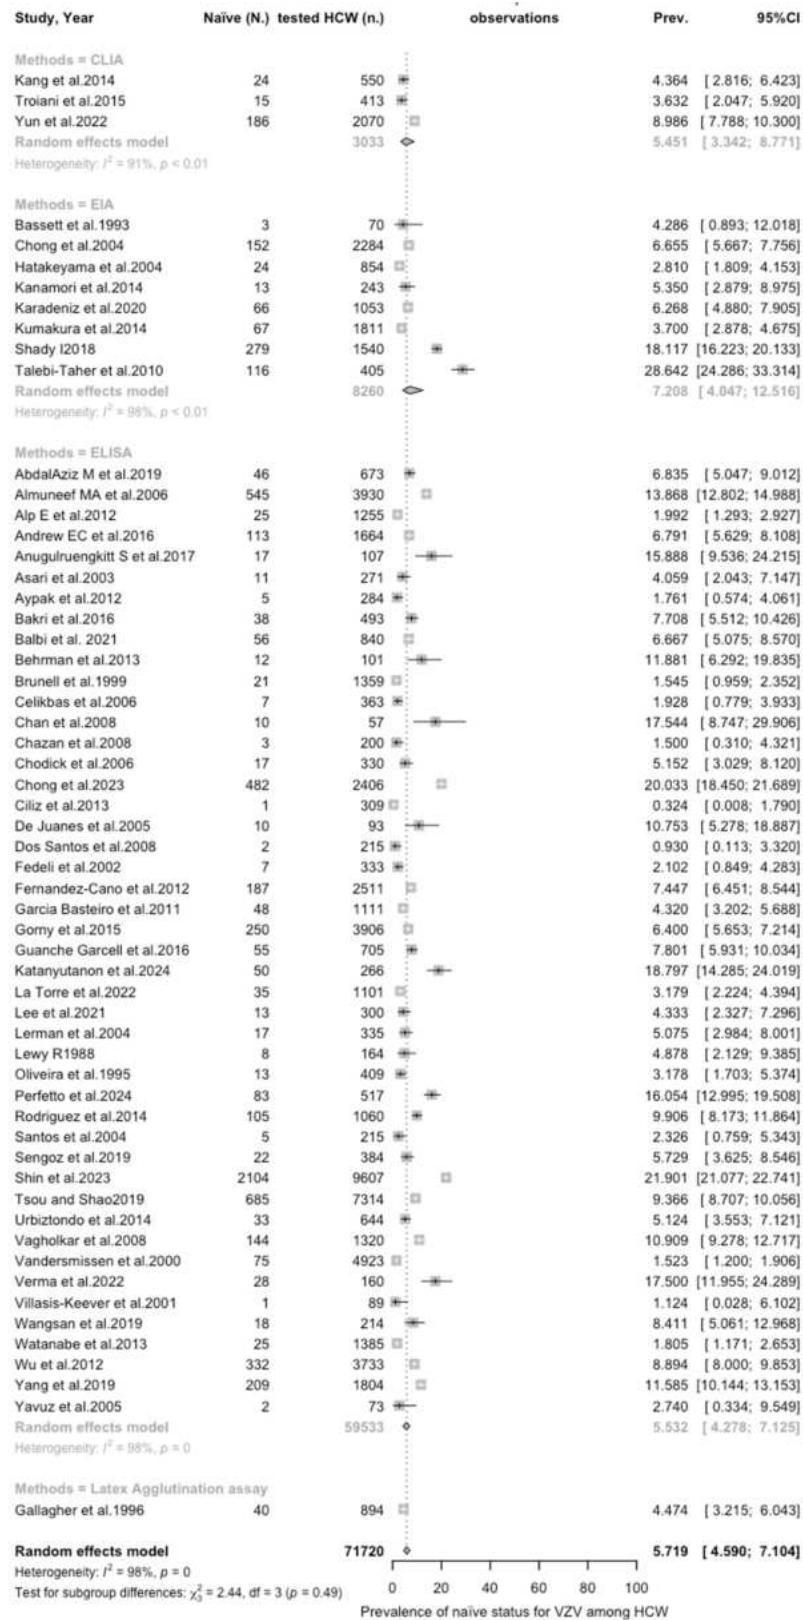 Study, Year Naïve (N.) tested HCW (n.) observations Prev. 95%CI
Methods = CLIA
Kang et al.2014 24 550 4.364 [ 2.816; 6.423]
Troiani et al.2015 15 413 3.632 [ 2.047; 5.920]
Yun et al.2022 186 2070 8.986 [ 7.788; 10.300]
Random effects model 3033 5.451 [ 3.342; 8.771]
Heterogeneity: I² = 91%, p < 0.01
Methods = EIA
Bassett et al.1993 3 70 4.286 [ 0.893; 12.018]
Chong et al.2004 152 2284 6.655 [ 5.667; 7.756]
Hatakeyama et al.2004 24 854 2.810 [ 1.809; 4.153]
Kanamori et al.2014 13 243 5.350 [ 2.879; 8.975]
Karadeniz et al.2020 66 1053 6.268 [ 4.880; 7.905]
Kumakura et al.2014 67 1811 3.700 [ 2.878; 4.675]
Shady I2018 279 1540 18.117 [16.223; 20.133]
Talebi-Taher et al.2010 116 405 28.642 [24.286; 33.314]
Random effects model 8260 7.208 [ 4.047; 12.516]
Heterogeneity: I² = 98%, p < 0.01
Methods = ELISA
AbdalAziz M et al.2019 46 673 6.835 [ 5.047; 9.012]
Almuneef MA et al.2006 545 3930 13.868 [12.802; 14.988]
Alp E et al.2012 25 1255 1.992 [ 1.293; 2.927]
Andrew EC et al.2016 113 1664 6.791 [ 5.629; 8.108]
Anugulruengkitt S et al.2017 17 107 15.888 [ 9.536; 24.215]
Asari et al.2003 11 271 4.059 [ 2.043; 7.147]
Aypak et al.2012 5 284 1.761 [ 0.574; 4.061]
Bakri et al.2016 38 493 7.708 [ 5.512; 10.426]
Balbi et al. 2021 56 840 6.667 [ 5.075; 8.570]
Behrman et al.2013 12 101 11.881 [ 6.292; 19.835]
Brunell et al.1999 21 1359 1.545 [ 0.959; 2.352]
Celikbas et al.2006 7 363 1.928 [ 0.779; 3.933]
Chan et al.2008 10 57 17.544 [ 8.747; 29.906]
Chazan et al.2008 3 200 1.500 [ 0.310; 4.321]
Chodick et al.2006 17 330 5.152 [ 3.029; 8.120]
Chong et al.2023 482 2406 20.033 [18.450; 21.689]
Ciliz et al.2013 1 309 0.324 [ 0.008; 1.790]
De Juanes et al.2005 10 93 10.753 [ 5.278; 18.887]
Dos Santos et al.2008 2 215 0.930 [ 0.113; 3.320]
Fedeli et al.2002 7 333 2.102 [ 0.849; 4.283]
Fernandez-Cano et al.2012 187 2511 7.447 [ 6.451; 8.544]
Garcia Basteiro et al.2011 48 1111 4.320 [ 3.202; 5.688]
Gorny et al.2015 250 3906 6.400 [ 5.653; 7.214]
Guanche Garcell et al.2016 55 705 7.801 [ 5.931; 10.034]
Katanyutanon et al.2024 50 266 18.797 [14.285; 24.019]
La Torre et al.2022 35 1101 3.179 [ 2.224; 4.394]
Lee et al.2021 13 300 4.333 [ 2.327; 7.296]
Lerman et al.2004 17 335 5.075 [ 2.984; 8.001]
Lewy R1988 8 164 4.878 [ 2.129; 9.385]
Oliveira et al.1995 13 409 3.178 [ 1.703; 5.374]
Perfetto et al.2024 83 517 16.054 [12.995; 19.508]
Rodriguez et al.2014 105 1060 9.906 [ 8.173; 11.864]
Santos et al.2004 5 215 2.326 [ 0.759; 5.343]
Sengoz et al.2019 22 384 5.729 [ 3.625; 8.546]
Shin et al.2023 2104 9607 21.901 [21.077; 22.741]
Tsou and Shao2019 685 7314 9.366 [ 8.707; 10.056]
Urbiztondo et al.2014 33 644 5.124 [ 3.553; 7.121]
Vagholkar et al.2008 144 1320 10.909 [ 9.278; 12.717]
Vandersmissen et al.2000 75 4923 1.523 [ 1.200; 1.906]
Verma et al.2022 28 160 17.500 [11.955; 24.289]
Villasis-Keever et al.2001 1 89 1.124 [ 0.028; 6.102]
Wangsan et al.2019 18 214 8.411 [ 5.061; 12.968]
Watanabe et al.2013 25 1385 1.805 [ 1.171; 2.653]
Wu et al.2012 332 3733 8.894 [ 8.000; 9.853]
Yang et al.2019 209 1804 11.585 [10.144; 13.153]
Yavuz et al.2005 2 73 2.740 [ 0.334; 9.549]
Random effects model 59533 5.532 [ 4.278; 7.125]
Heterogeneity: I² = 98%, p = 0
Methods = Latex Agglutination assay
Gallagher et al.1996 40 894 4.474 [ 3.215; 6.043]
Random effects model 71720 5.719 [ 4.590; 7.104]
Heterogeneity: I² = 98%, p = 0
Test for subgroup differences: χ²₃ = 2.44, df = 3 (p = 0.49) 0 20 40 60 80 100
Prevalence of naïve status for VZV among HCW